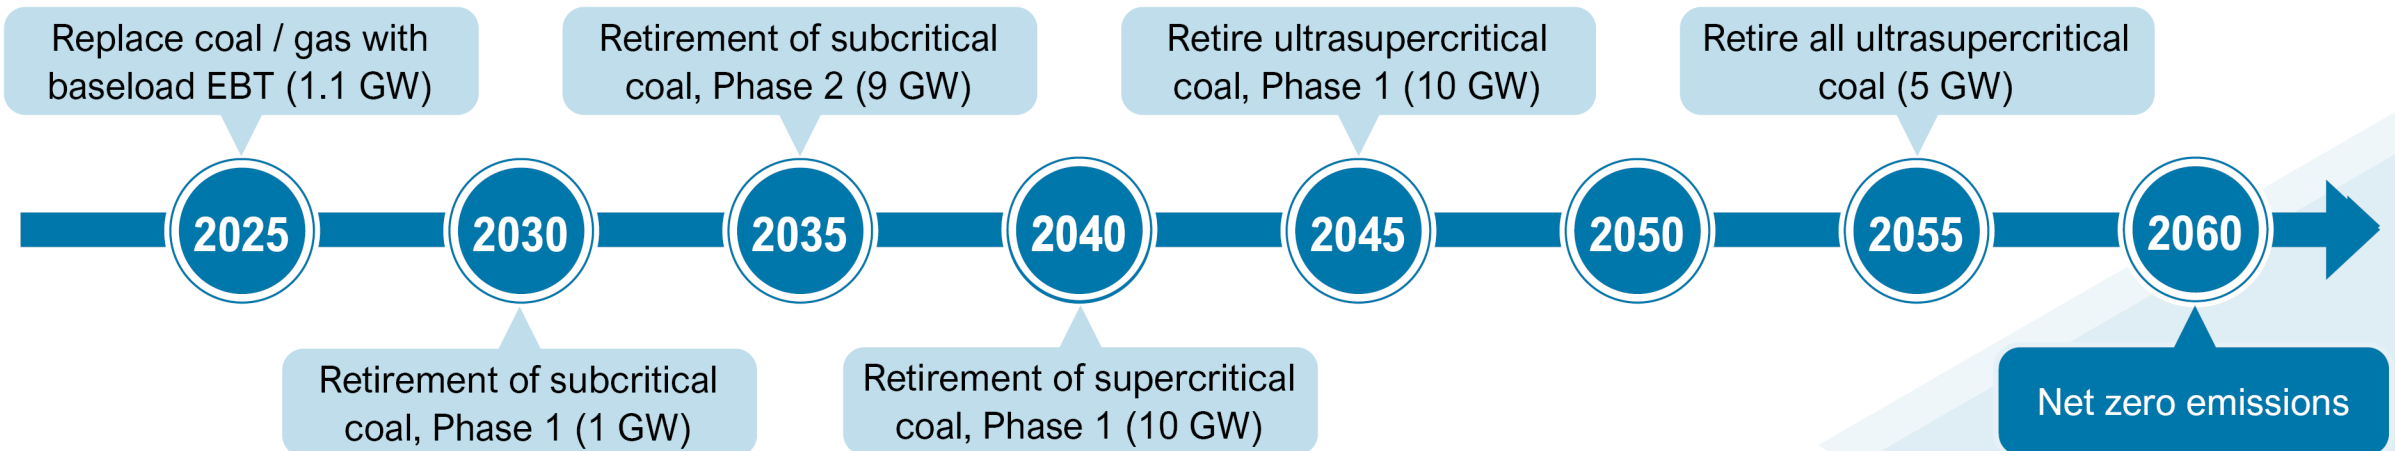 Replace coal / gas with
baseload EBT (1.1 GW)
Retirement of subcritical
coal, Phase 2 (9 GW)
Retire ultrasupercritical
coal, Phase 1 (10 GW)
Retire all ultrasupercritical
coal (5 GW)
2025
2030
2035
2040
2045
2050
2055
2060
Retirement of subcritical
coal, Phase 1 (1 GW)
Retirement of supercritical
coal, Phase 1 (10 GW)
Net zero emissions